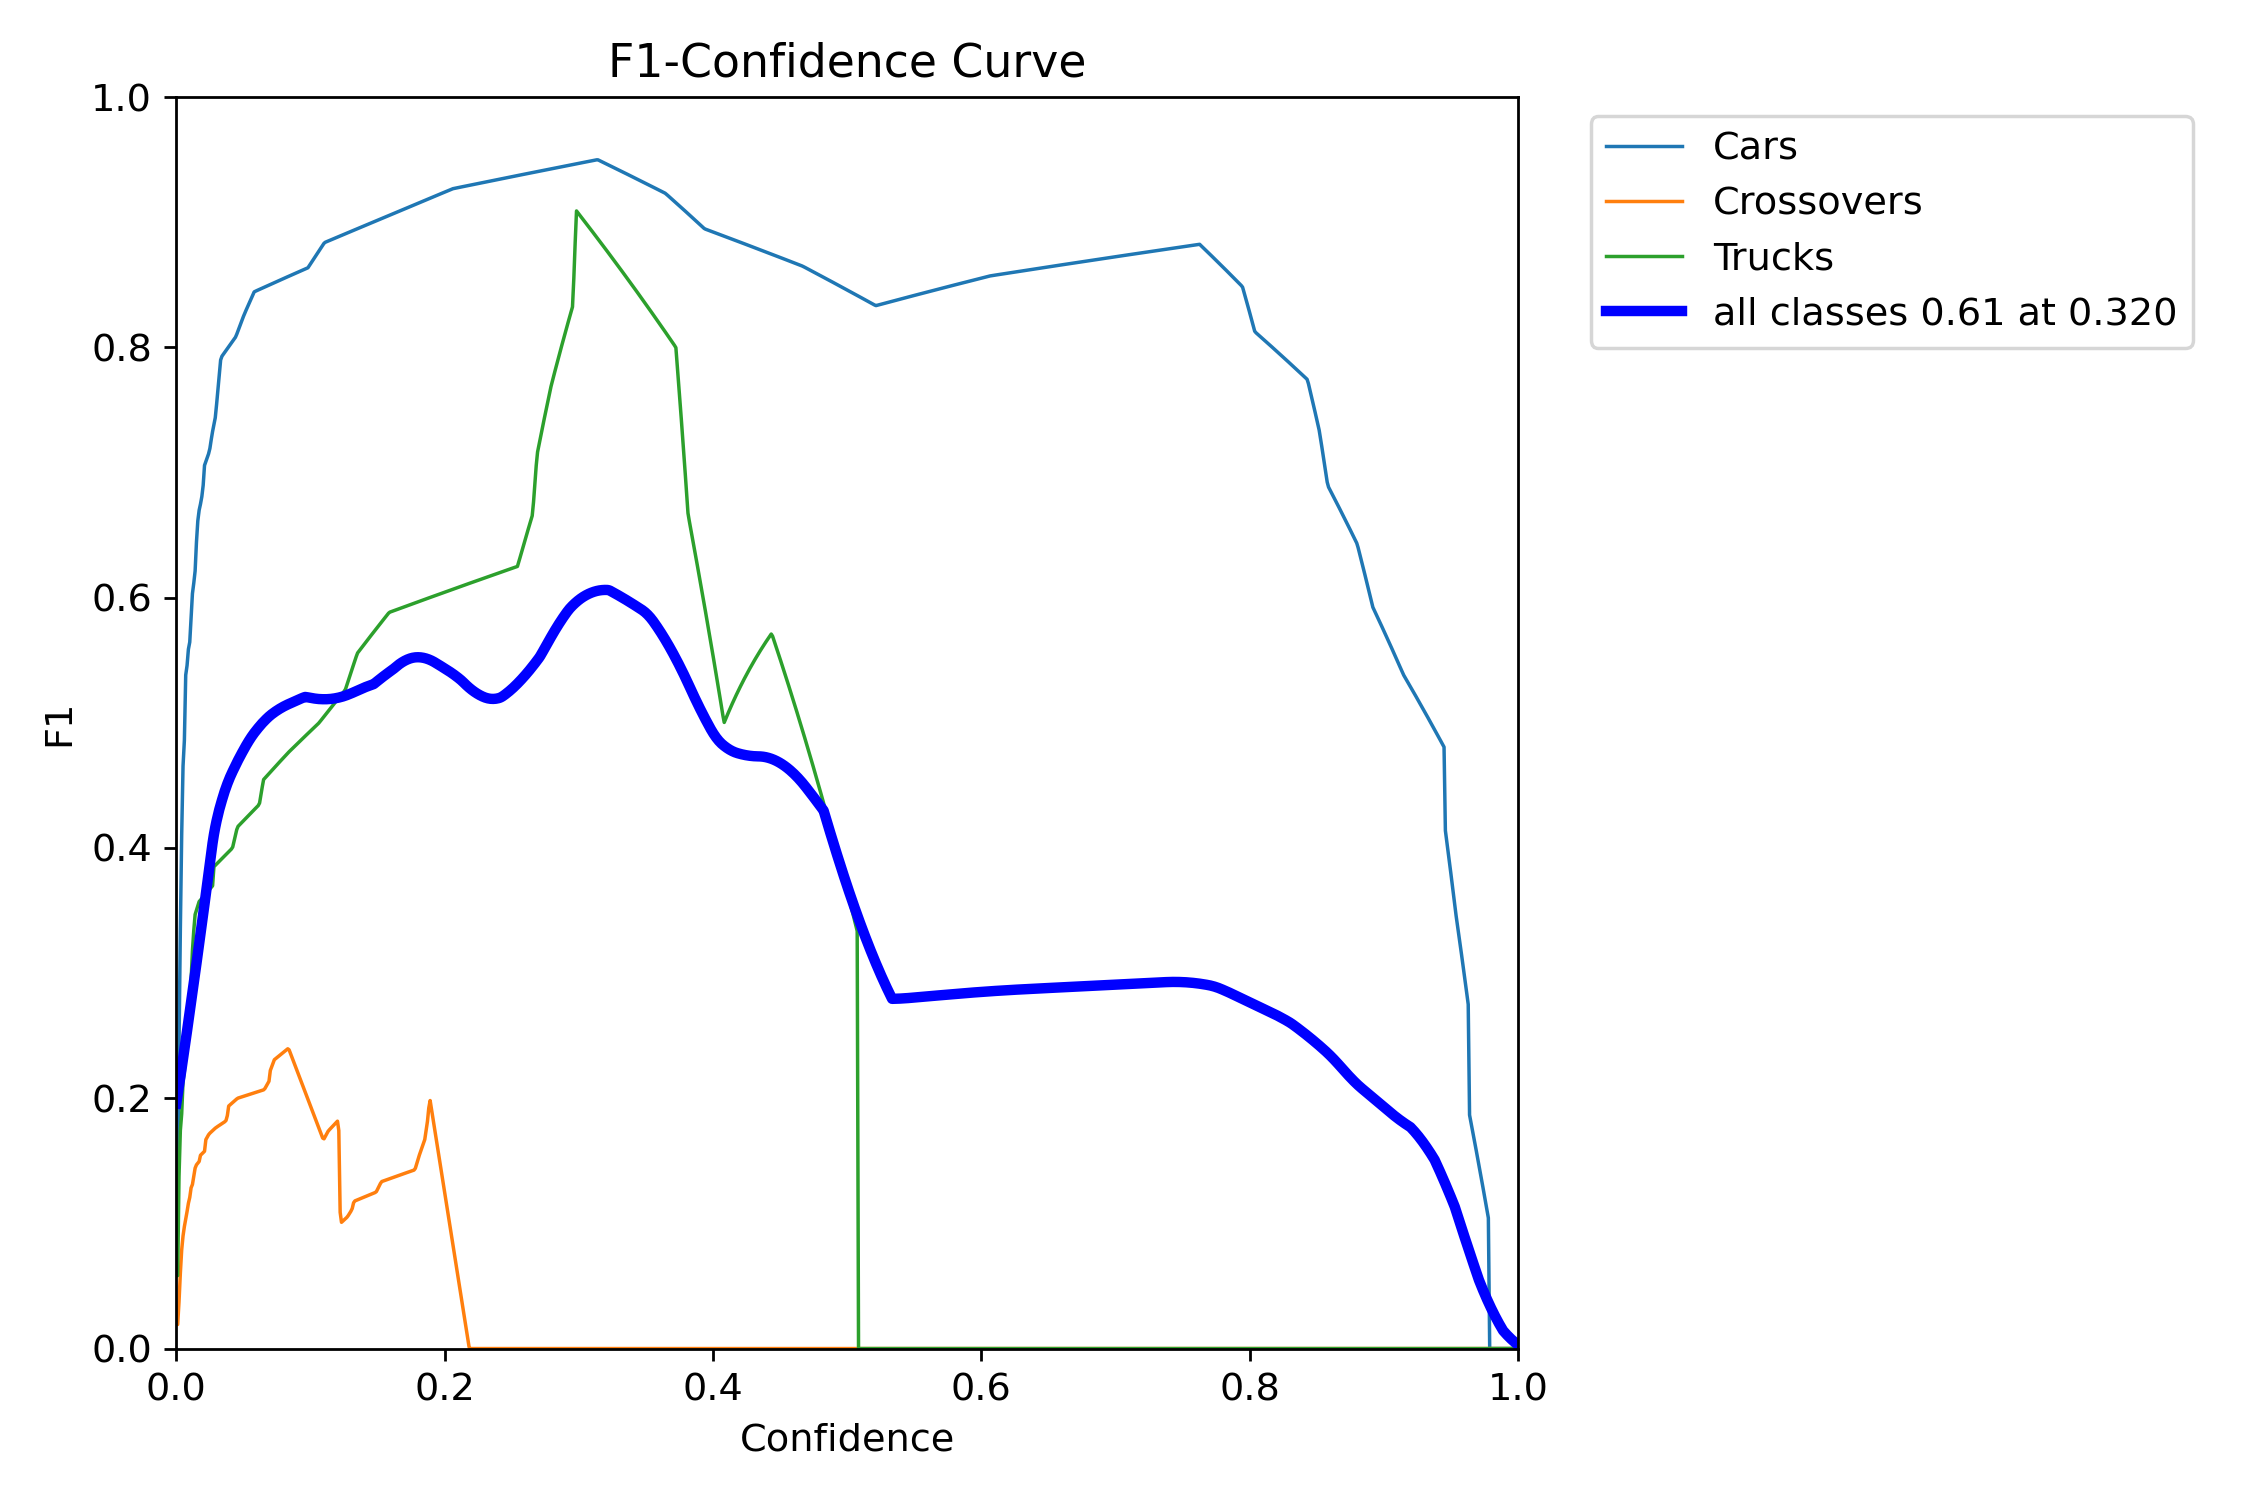 F1-Confidence Curve
1.0
0.8
0.6
0.4
0.2
0.0
F1
0.0 0.2 0.4 0.6 0.8 1.0
Confidence
Cars
Crossovers
Trucks
all classes 0.61 at 0.320